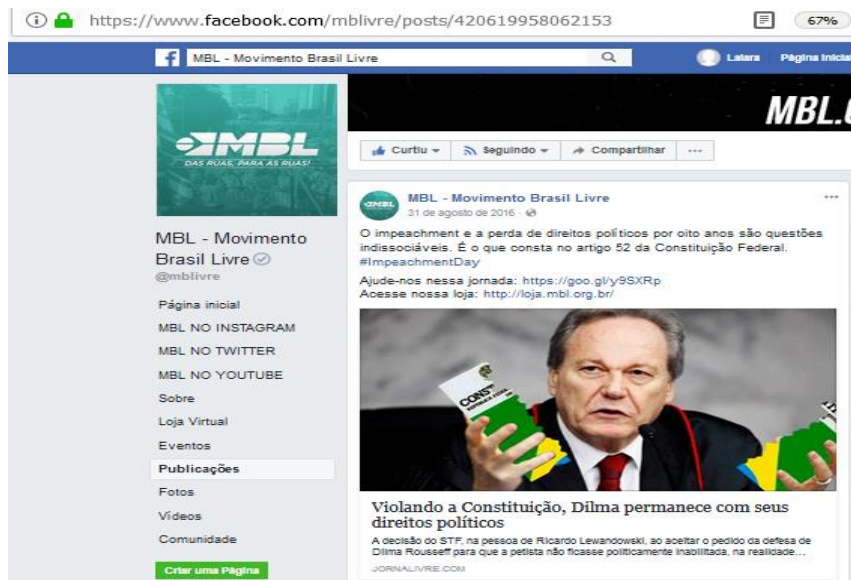 https://www.facebook.com/mblivre/posts/420619958062153
67%
MBL - Movimento Brasil Livre
Laiara
Página Inicial
MBL
DAS RUAS, PARA AS RUAS!
MBL.
Curtiu
Seguindo
Compartilhar
MBL - Movimento Brasil Livre
31 de agosto de 2016
O impeachment e a perda de direitos políticos por oito anos são questões
indissociáveis. É o que consta no artigo 52 da Constituição Federal.
#ImpeachmentDay
Ajude-nos nessa jornada: https://goo.gl/y9SXRp
Acesse nossa loja: http://loja.mbl.org.br/
MBL - Movimento
Brasil Livre
@mblivre
Página inicial
MBL NO INSTAGRAM
MBL NO TWITTER
MBL NO YOUTUBE
Sobre
Loja Virtual
Eventos
Publicações
Fotos
Vídeos
Comunidade
Criar uma Página
CONST
Violando a Constituição, Dilma permanece com seus
direitos políticos
A decisão do STF, na pessoa de Ricardo Lewandowski, ao aceitar o pedido da defesa de
Dilma Rousseff para que a petista não ficasse politicamente inabilitada, na realidade...
JORNALIVRE.COM